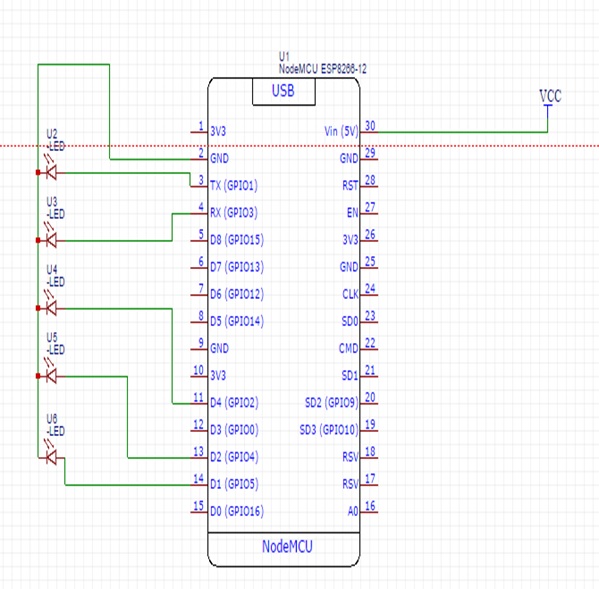 U1
NodeMCU ESP8266-12
USB
VCC
1 3V3 Vin (5V) 30
2 GND GND 29
3 TX (GPIO1) RST 28
4 RX (GPIO3) EN 27
5 D8 (GPIO15) 3V3 26
6 D7 (GPIO13) GND 25
7 D6 (GPIO12) CLK 24
8 D5 (GPIO14) SD0 23
9 GND CMD 22
10 3V3 SD1 21
11 D4 (GPIO2) SD2 (GPIO9) 20
12 D3 (GPIO0) SD3 (GPIO10) 19
13 D2 (GPIO4) RSV 18
14 D1 (GPIO5) RSV 17
15 D0 (GPIO16) A0 16
NodeMCU
U2
-LED
U3
-LED
U4
-LED
U5
-LED
U6
-LED